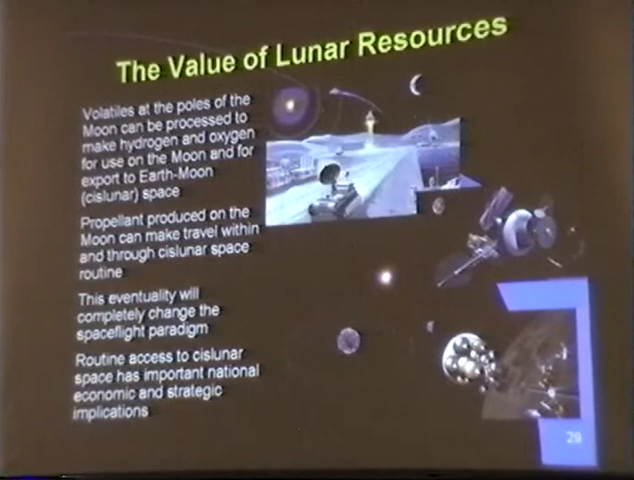 The Value of Lunar Resources
Volatiles at the poles of the
Moon can be processed to
make hydrogen and oxygen
for use on the Moon and for
export to Earth-Moon
(cislunar) space
Propellant produced on the
Moon can make travel within
and through cislunar space
routine
This eventuality will
completely change the
spaceflight paradigm
Routine access to cislunar
space has important national
economic and strategic
implications
29